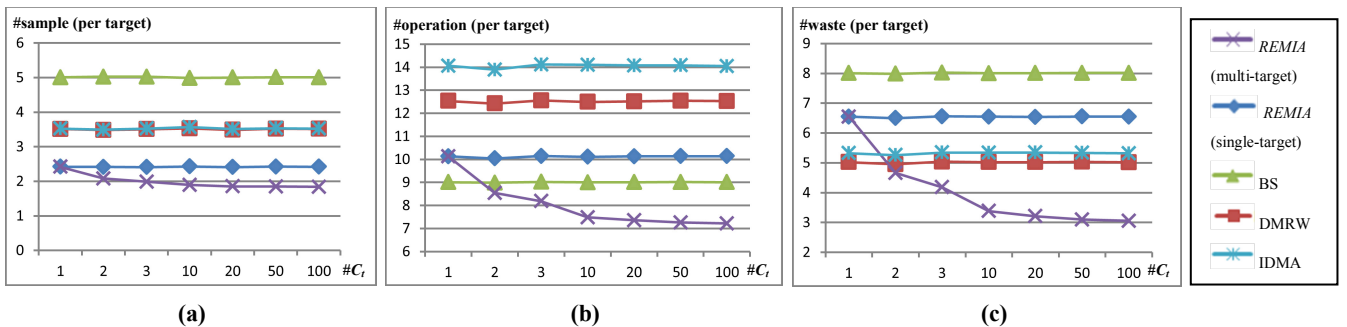 #sample (per target)
6
5
4
3
2
1
0
1 2 3 10 20 50 100 #Ct
(a)
#operation (per target)
15
14
13
12
11
10
9
8
7
6
1 2 3 10 20 50 100 #Ct
(b)
#waste (per target)
9
8
7
6
5
4
3
2
1 2 3 10 20 50 100 #Ct
(c)
REMIA
(multi-target)
REMIA
(single-target)
BS
DMRW
IDMA